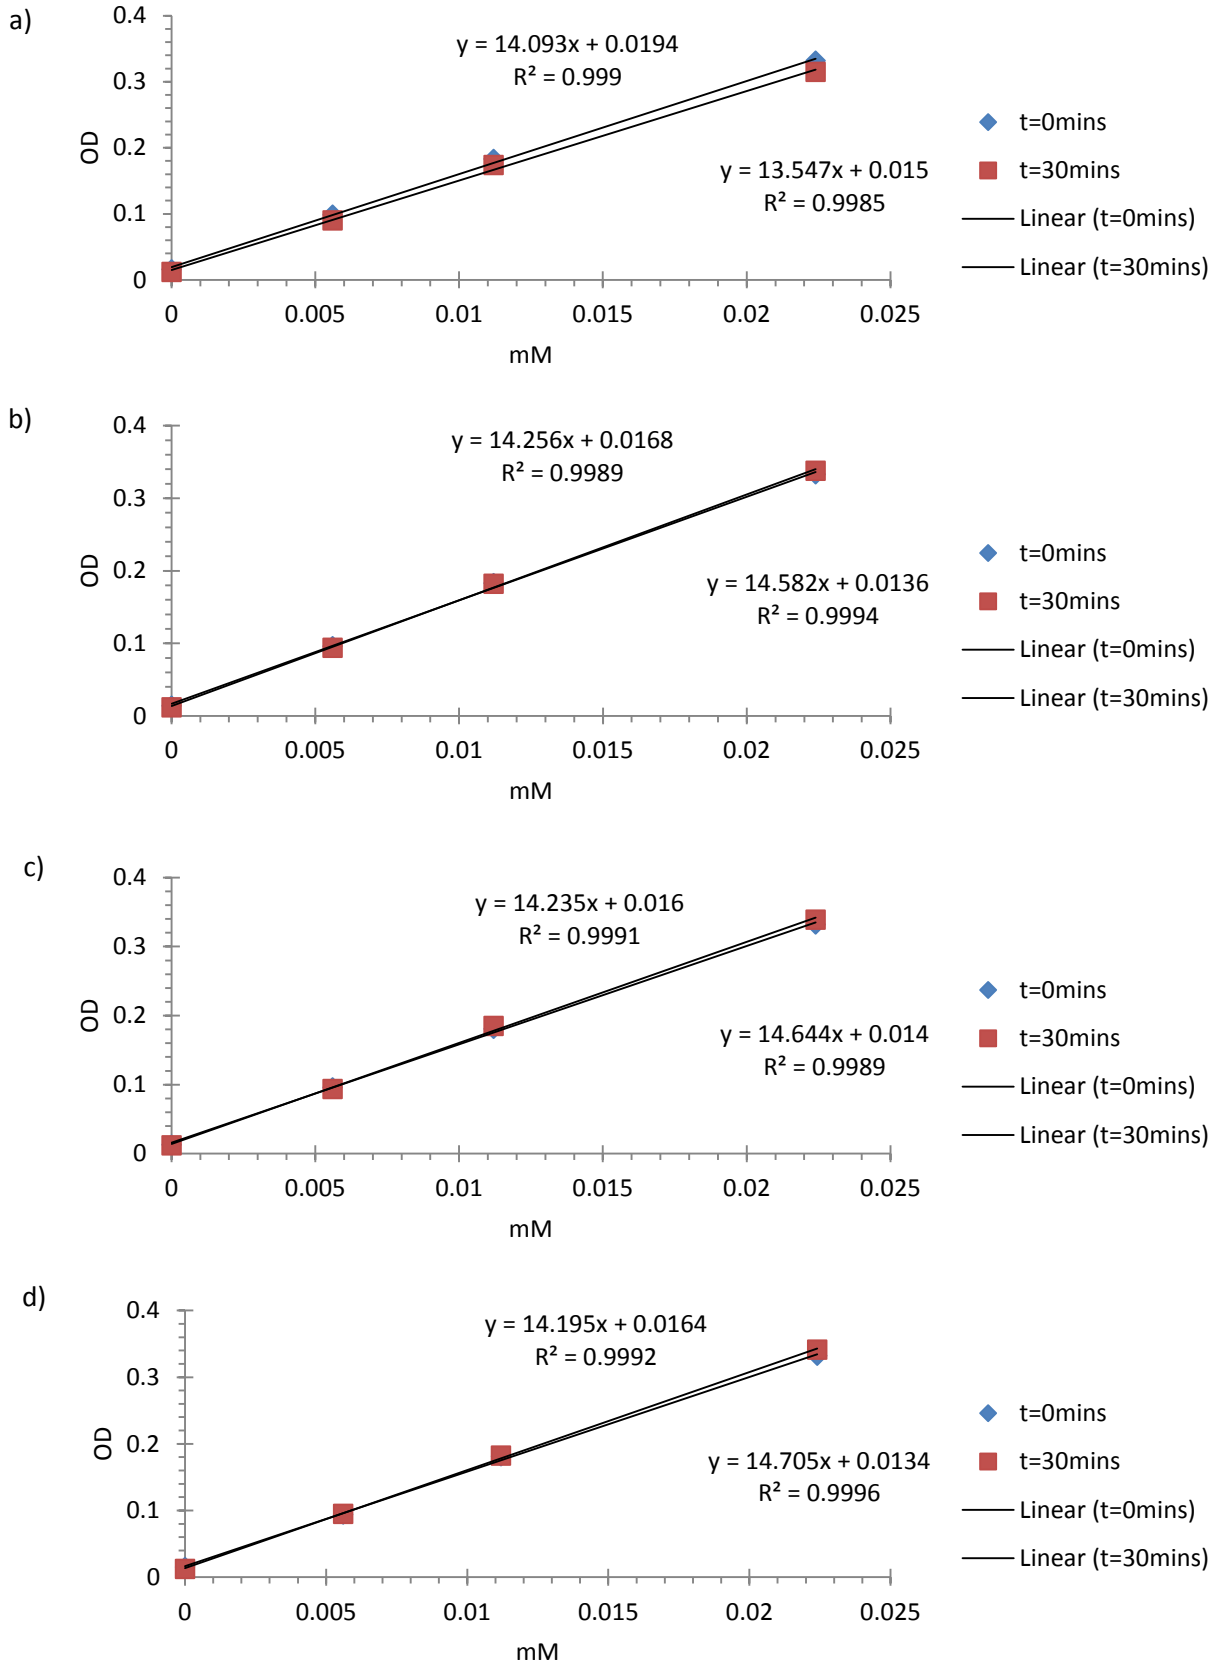 a)
0.4
0.3
0.2
0.1
0
OD
y = 14.093x + 0.0194
R² = 0.999
y = 13.547x + 0.015
R² = 0.9985
0 0.005 0.01 0.015 0.02 0.025
mM
t=0mins
t=30mins
Linear (t=0mins)
Linear (t=30mins)
b)
0.4
0.3
0.2
0.1
0
OD
y = 14.256x + 0.0168
R² = 0.9989
y = 14.582x + 0.0136
R² = 0.9994
0 0.005 0.01 0.015 0.02 0.025
mM
t=0mins
t=30mins
Linear (t=0mins)
Linear (t=30mins)
c)
0.4
0.3
0.2
0.1
0
OD
y = 14.235x + 0.016
R² = 0.9991
y = 14.644x + 0.014
R² = 0.9989
0 0.005 0.01 0.015 0.02 0.025
mM
t=0mins
t=30mins
Linear (t=0mins)
Linear (t=30mins)
d)
0.4
0.3
0.2
0.1
0
OD
y = 14.195x + 0.0164
R² = 0.9992
y = 14.705x + 0.0134
R² = 0.9996
0 0.005 0.01 0.015 0.02 0.025
mM
t=0mins
t=30mins
Linear (t=0mins)
Linear (t=30mins)